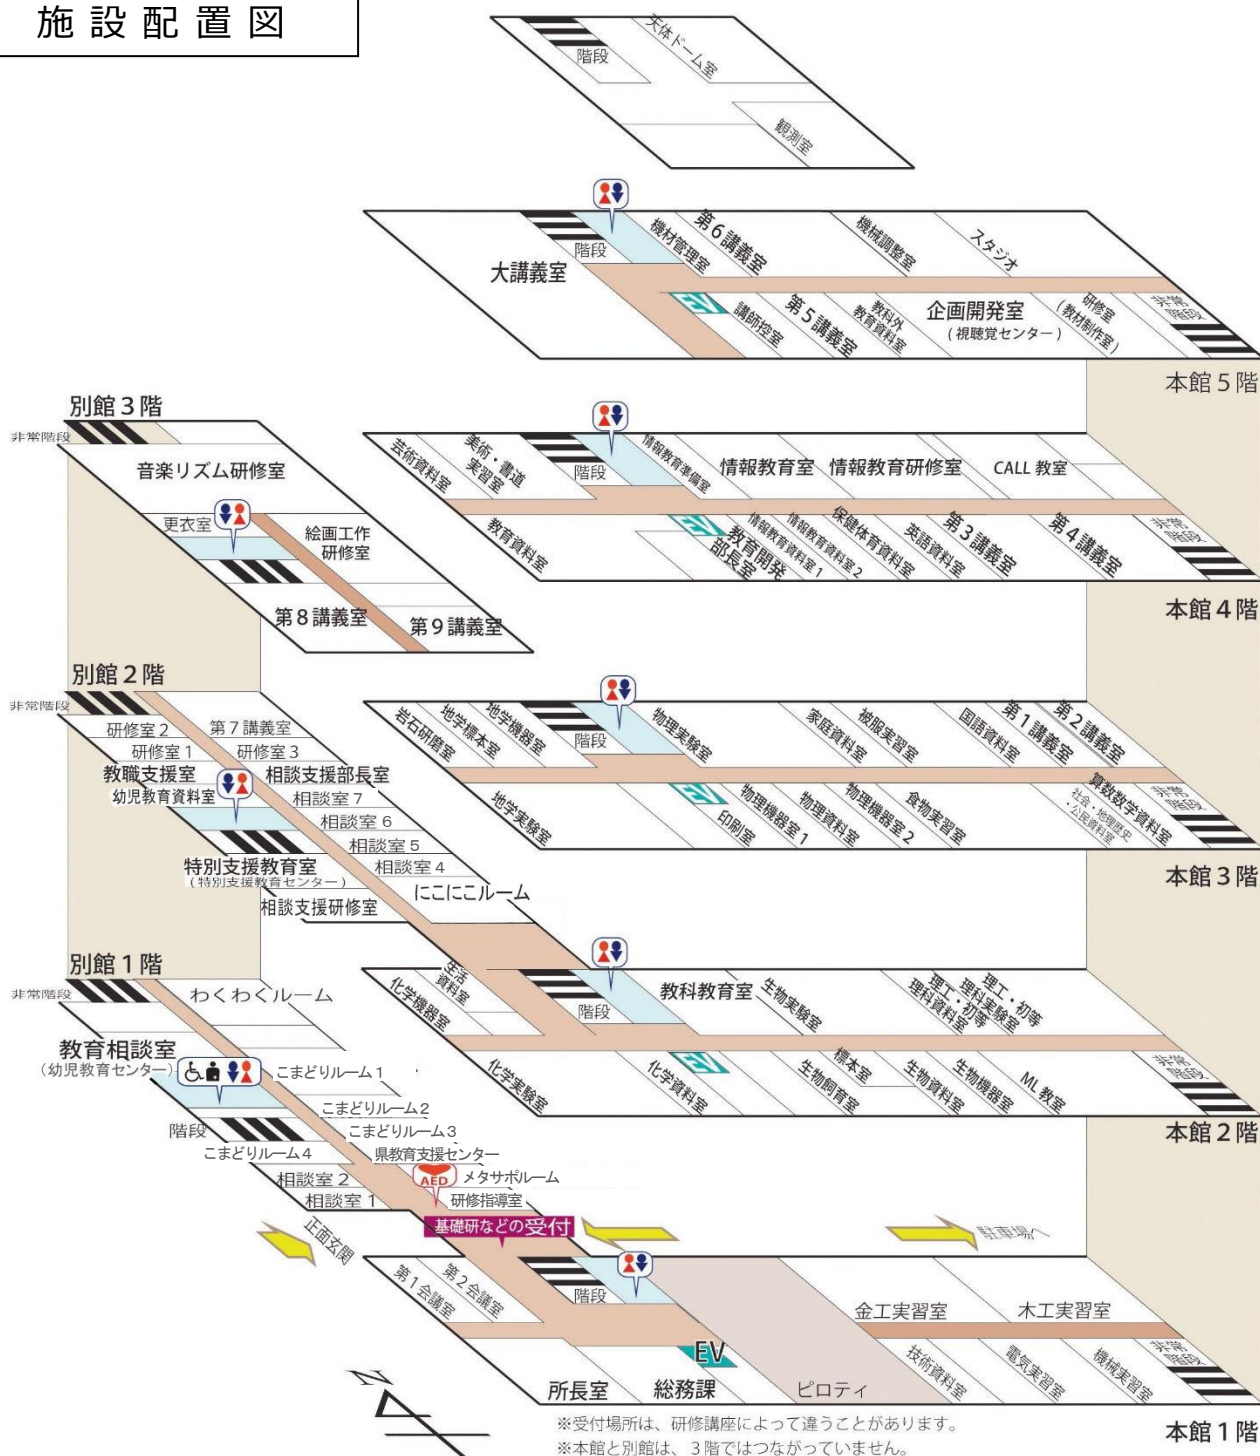 施設配置図
天体ドーム室
階段
観測室
大講義室
階段
機材管理室
第6講義室
機械調整室
スタジオ
EV
講師控室
第5講義室
教科外
教育資料室
企画開発室
(視聴覚センター)
研修室
(教材制作室)
非常
階段
本館5階
別館3階
非常階段
音楽リズム研修室
更衣室
絵画工作
研修室
第8講義室
第9講義室
芸術資料室
美術・書道
実習室
階段
情報教育準備室
情報教育室
情報教育研修室
CALL 教室
教育資料室
EV
教育開発
部長室
情報教育資料室1
情報教育資料室2
保健体育資料室
英語資料室
第3講義室
第4講義室
非常
階段
本館4階
別館2階
非常階段
研修室2
第7講義室
研修室1
研修室3
教職支援室
相談支援部長室
幼児教育資料室
相談室7
相談室6
相談室5
特別支援教育室
(特別支援教育センター)
相談室4
相談支援研修室
にこにこルーム
岩石研磨室
地学標本室
地学機器室
階段
物理実験室
家庭資料室
被服実習室
国語資料室
第1講義室
第2講義室
地学実験室
EV
印刷室
物理機器室1
物理資料室
物理機器室2
食物実習室
社会・地理歴史
・公民資料室
算数数学資料室
非常
階段
本館3階
別館1階
非常階段
わくわくルーム
教育相談室
(幼児教育センター)
こまどりルーム1
こまどりルーム2
階段
こまどりルーム3
こまどりルーム4
県教育支援センター
相談室2
AED
メタサポルーム
相談室1
研修指導室
化学機器室
生活
資料室
階段
教科教育室
生物実験室
理工・初等
理科資料室
理工・初等
理科実験室
化学実験室
化学資料室
EV
生物飼育室
標本室
生物資料室
生物機器室
ML教室
非常
階段
本館2階
正面玄関
基礎研などの受付
駐車場へ
第1会議室
第2会議室
階段
金工実習室
木工実習室
EV
所長室
総務課
ピロティ
技術資料室
電気実習室
機械実習室
非常
階段
本館1階
N
※受付場所は、研修講座によって違うことがあります。
※本館と別館は、3階ではつながっていません。